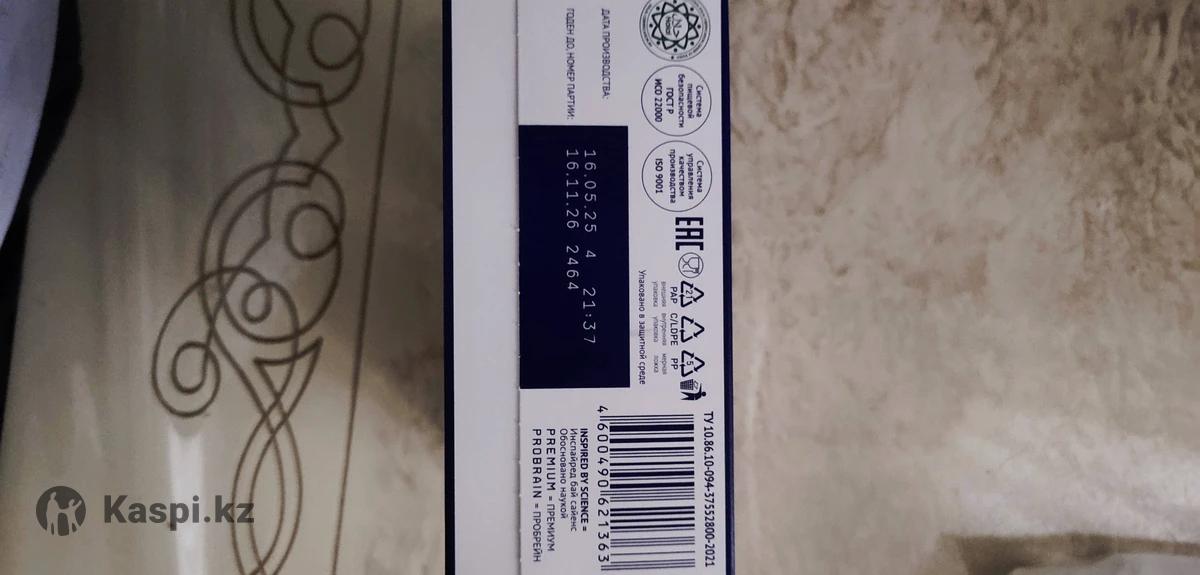 ДАТА ПРОИЗВОДСТВА:
ГОДЕН ДО, НОМЕР ПАРТИИ:
16.05.25 4 21:37
16.11.26 2464
Система
пищевой
безопасности
ГОСТ Р
ИСО 22000
Система
управления
качеством
производства
ISO 9001
EAC
21
5
PAP C/LDPE PP
внешняя упаковка
внутренняя упаковка
мерная ложка
Упаковано в защитной среде
ТУ 10.86.10-094-37552800-2021
4 600490 621363
INSPIRED BY SCIENCE =
Инспайред бай сайенс
Обосновано наукой
PREMIUM = ПРЕМИУМ
PROBRAIN = ПРОБРЕЙН
Kaspi.kz